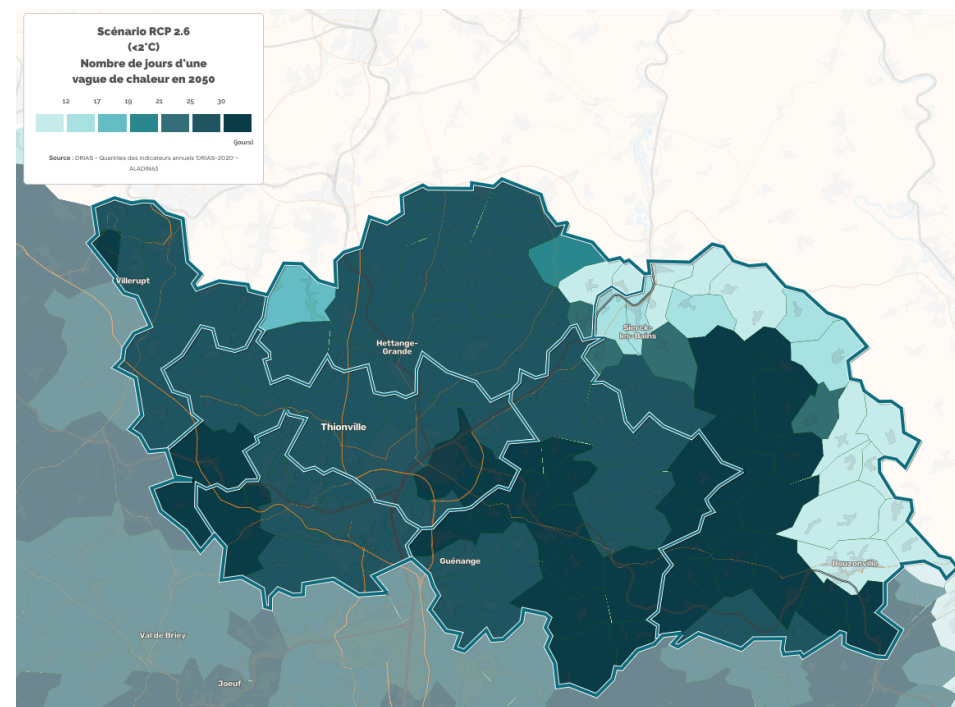 Scénario RCP 2.6
(<2°C)
Nombre de jours d'une
vague de chaleur en 2050
12 17 19 21 25 30
(jours)
Source : DRIAS - Quantiles des indicateurs annuels 'DRIAS-2020' -
ALADIN63
Villerupt
Sierck-
les-Bains
Hettange-
Grande
Thionville
Guénange
Bouzonville
Val de Briey
Joeuf